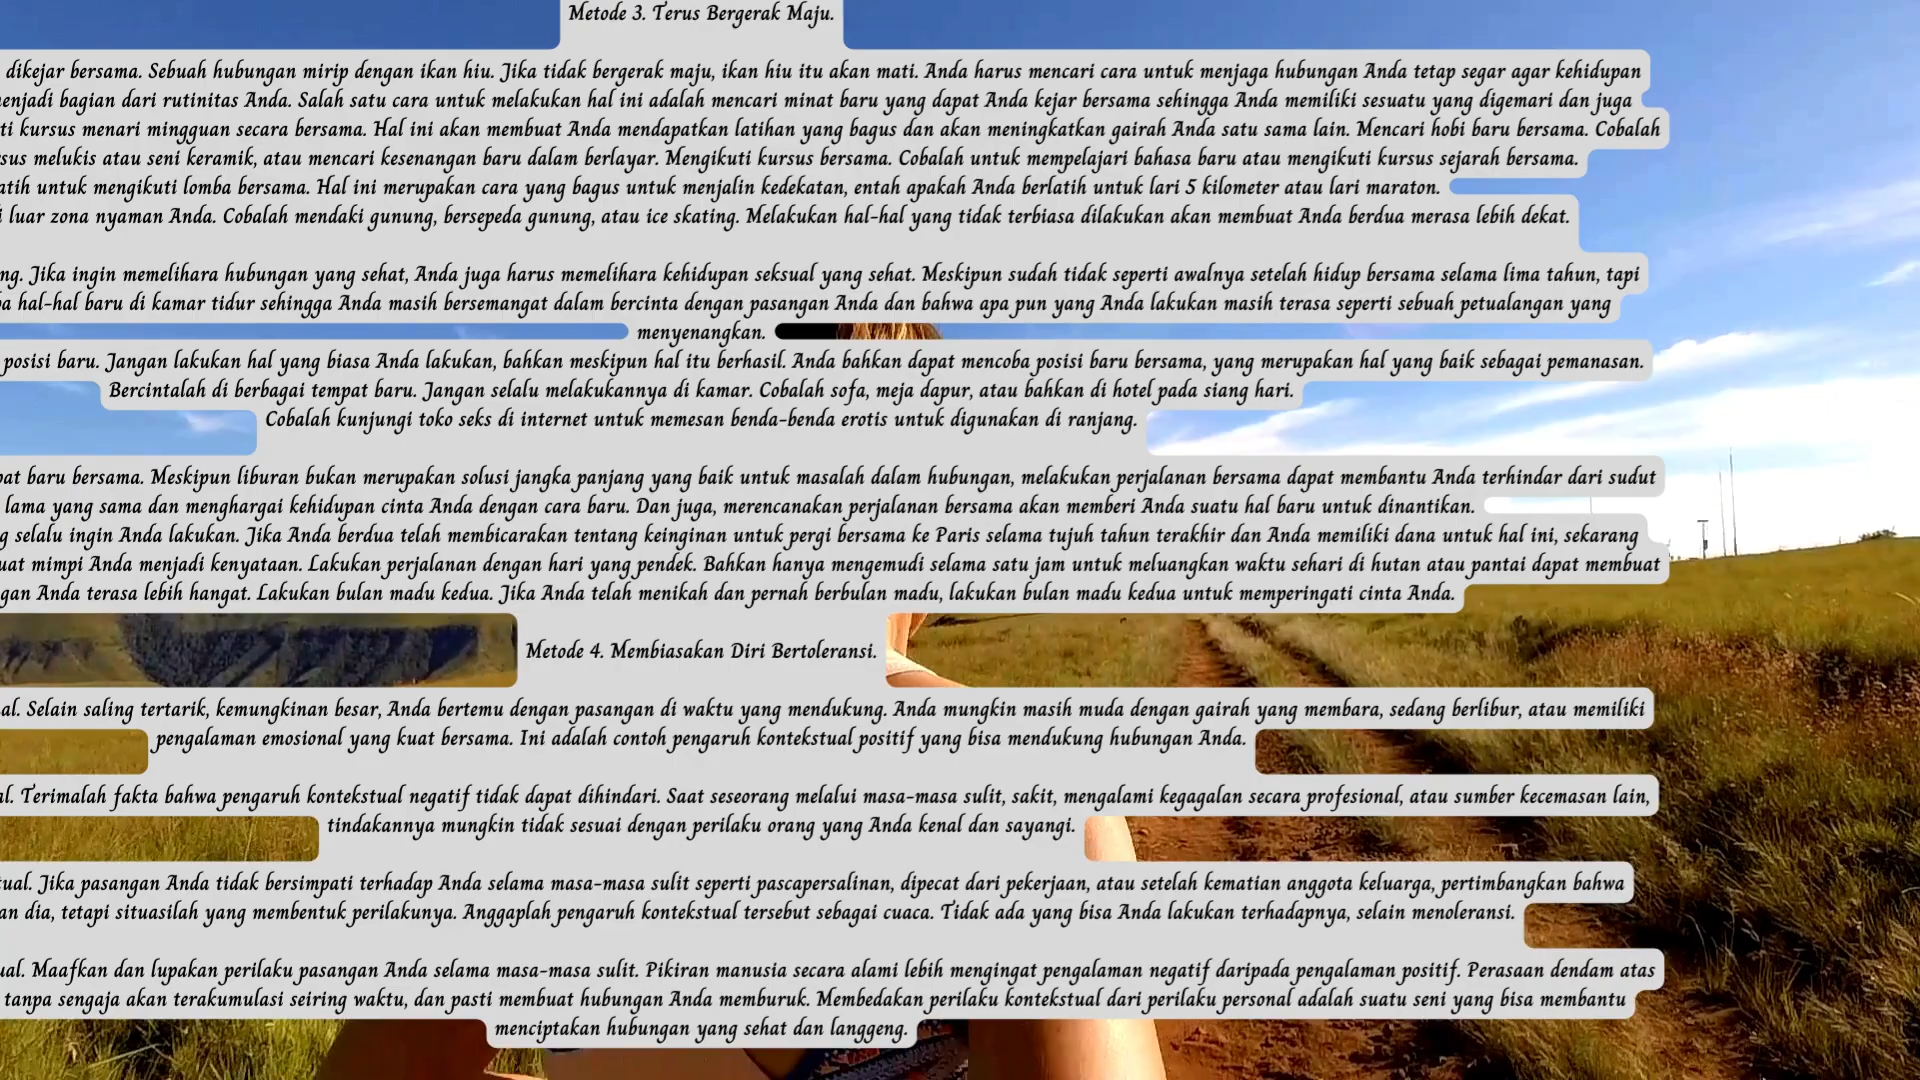 Metode 3. Terus Bergerak Maju.
dikejar bersama. Sebuah hubungan mirip dengan ikan hiu. Jika tidak bergerak maju, ikan hiu itu akan mati. Anda harus mencari cara untuk menjaga hubungan Anda tetap segar agar kehidupan
menjadi bagian dari rutinitas Anda. Salah satu cara untuk melakukan hal ini adalah mencari minat baru yang dapat Anda kejar bersama sehingga Anda memiliki sesuatu yang digemari dan juga
ti kursus menari mingguan secara bersama. Hal ini akan membuat Anda mendapatkan latihan yang bagus dan akan meningkatkan gairah Anda satu sama lain. Mencari hobi baru bersama. Cobalah
sus melukis atau seni keramik, atau mencari kesenangan baru dalam berlayar. Mengikuti kursus bersama. Cobalah untuk mempelajari bahasa baru atau mengikuti kursus sejarah bersama.
atih untuk mengikuti lomba bersama. Hal ini merupakan cara yang bagus untuk menjalin kedekatan, entah apakah Anda berlatih untuk lari 5 kilometer atau lari maraton.
i luar zona nyaman Anda. Cobalah mendaki gunung, bersepeda gunung, atau ice skating. Melakukan hal-hal yang tidak terbiasa dilakukan akan membuat Anda berdua merasa lebih dekat.
ng. Jika ingin memelihara hubungan yang sehat, Anda juga harus memelihara kehidupan seksual yang sehat. Meskipun sudah tidak seperti awalnya setelah hidup bersama selama lima tahun, tapi
ba hal-hal baru di kamar tidur sehingga Anda masih bersemangat dalam bercinta dengan pasangan Anda dan bahwa apa pun yang Anda lakukan masih terasa seperti sebuah petualangan yang
menyenangkan.
posisi baru. Jangan lakukan hal yang biasa Anda lakukan, bahkan meskipun hal itu berhasil. Anda bahkan dapat mencoba posisi baru bersama, yang merupakan hal yang baik sebagai pemanasan.
Bercintalah di berbagai tempat baru. Jangan selalu melakukannya di kamar. Cobalah sofa, meja dapur, atau bahkan di hotel pada siang hari.
Cobalah kunjungi toko seks di internet untuk memesan benda-benda erotis untuk digunakan di ranjang.
pat baru bersama. Meskipun liburan bukan merupakan solusi jangka panjang yang baik untuk masalah dalam hubungan, melakukan perjalanan bersama dapat membantu Anda terhindar dari sudut
lama yang sama dan menghargai kehidupan cinta Anda dengan cara baru. Dan juga, merencanakan perjalanan bersama akan memberi Anda suatu hal baru untuk dinantikan.
g selalu ingin Anda lakukan. Jika Anda berdua telah membicarakan tentang keinginan untuk pergi bersama ke Paris selama tujuh tahun terakhir dan Anda memiliki dana untuk hal ini, sekarang
uat mimpi Anda menjadi kenyataan. Lakukan perjalanan dengan hari yang pendek. Bahkan hanya mengemudi selama satu jam untuk meluangkan waktu sehari di hutan atau pantai dapat membuat
gan Anda terasa lebih hangat. Lakukan bulan madu kedua. Jika Anda telah menikah dan pernah berbulan madu, lakukan bulan madu kedua untuk memperingati cinta Anda.
Metode 4. Membiasakan Diri Bertoleransi.
al. Selain saling tertarik, kemungkinan besar, Anda bertemu dengan pasangan di waktu yang mendukung. Anda mungkin masih muda dengan gairah yang membara, sedang berlibur, atau memiliki
pengalaman emosional yang kuat bersama. Ini adalah contoh pengaruh kontekstual positif yang bisa mendukung hubungan Anda.
al. Terimalah fakta bahwa pengaruh kontekstual negatif tidak dapat dihindari. Saat seseorang melalui masa-masa sulit, sakit, mengalami kegagalan secara profesional, atau sumber kecemasan lain,
tindakannya mungkin tidak sesuai dengan perilaku orang yang Anda kenal dan sayangi.
tual. Jika pasangan Anda tidak bersimpati terhadap Anda selama masa-masa sulit seperti pascapersalinan, dipecat dari pekerjaan, atau setelah kematian anggota keluarga, pertimbangkan bahwa
an dia, tetapi situasilah yang membentuk perilakunya. Anggaplah pengaruh kontekstual tersebut sebagai cuaca. Tidak ada yang bisa Anda lakukan terhadapnya, selain menoleransi.
ual. Maafkan dan lupakan perilaku pasangan Anda selama masa-masa sulit. Pikiran manusia secara alami lebih mengingat pengalaman negatif daripada pengalaman positif. Perasaan dendam atas
tanpa sengaja akan terakumulasi seiring waktu, dan pasti membuat hubungan Anda memburuk. Membedakan perilaku kontekstual dari perilaku personal adalah suatu seni yang bisa membantu
menciptakan hubungan yang sehat dan langgeng.